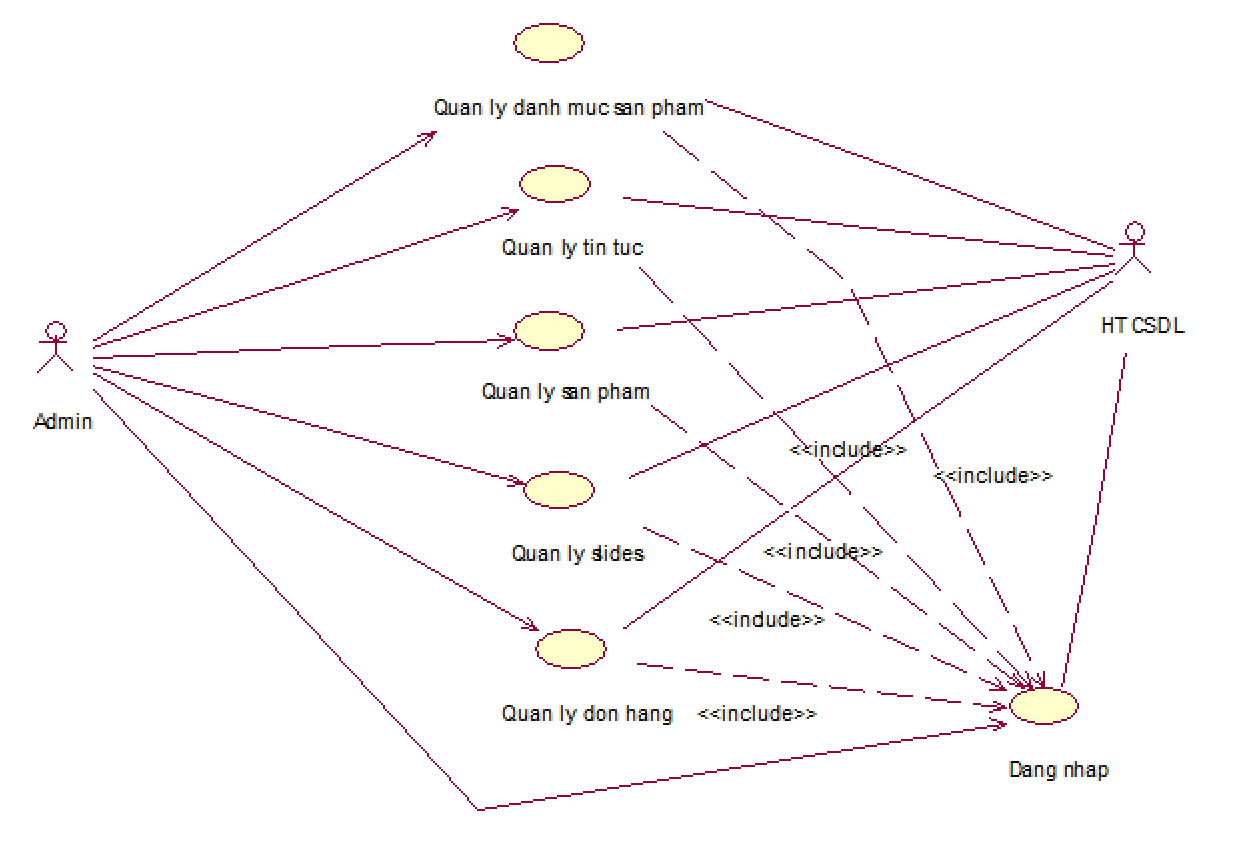 Quan ly danh muc san pham
Quan ly tin tuc
HT CSDL
Quan ly san pham
Admin
<<include>>
<<include>>
Quan ly slides
<<include>>
<<include>>
Quan ly don hang
<<include>>
Dang nhap